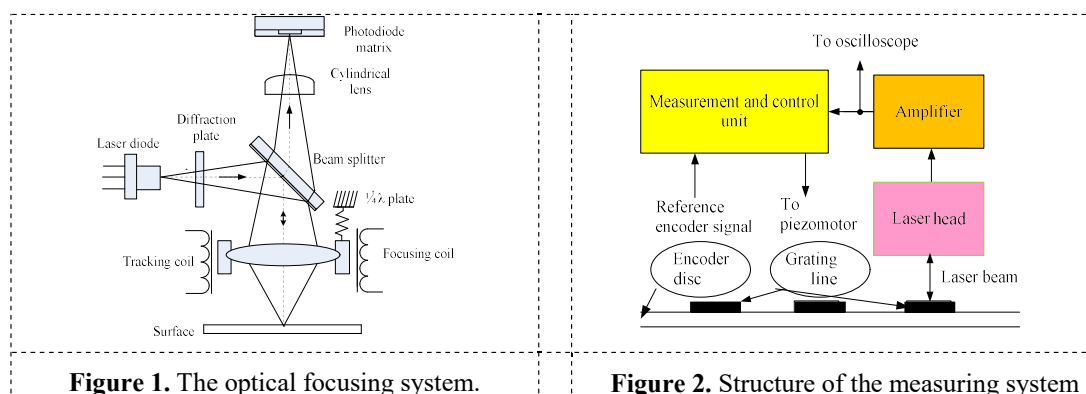 Photodiode
matrix
Cylindrical
lens
Diffraction
plate
Laser diode
Beam splitter
¼λ plate
Tracking coil
Focusing coil
Surface
Figure 1. The optical focusing system.
To oscilloscope
Measurement and control
unit
Amplifier
Reference
encoder signal
To
piezomotor
Laser head
Encoder
disc
Grating
line
Laser beam
Figure 2. Structure of the measuring system